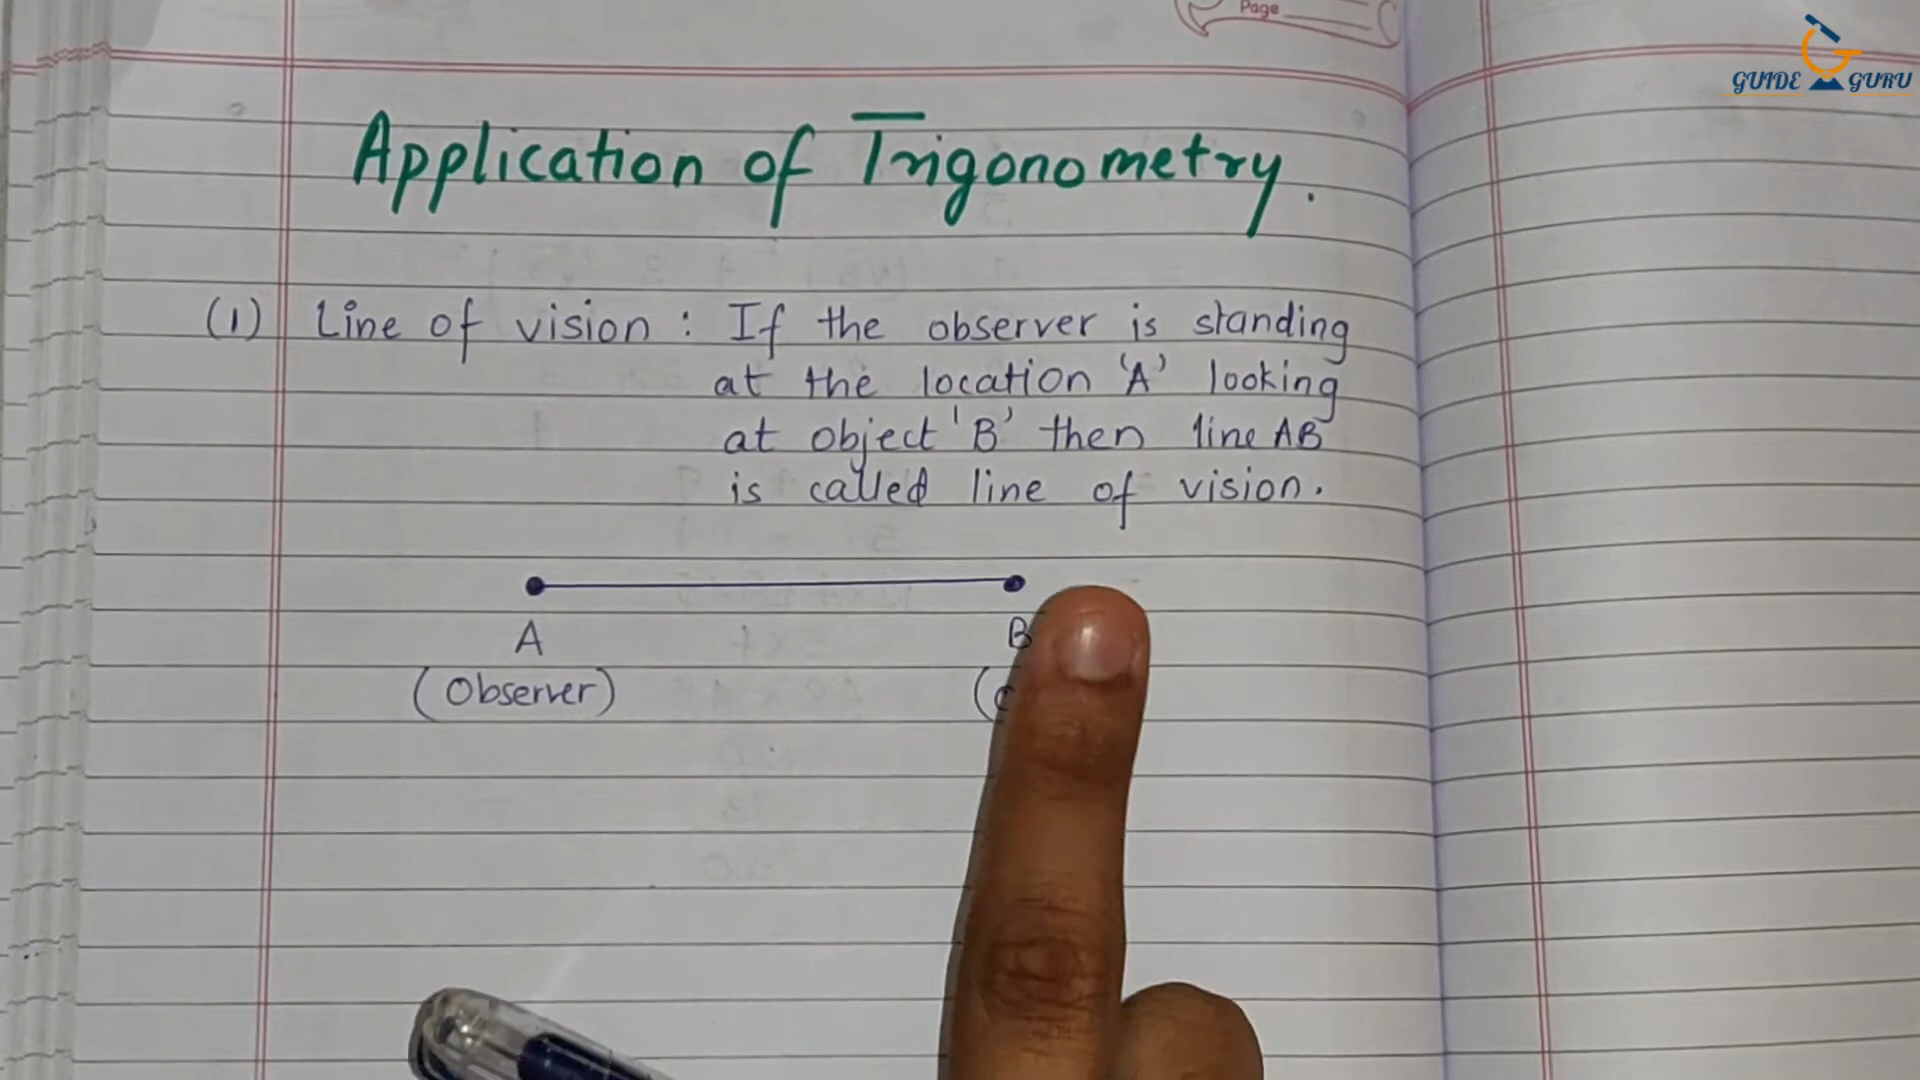 Page
GUIDE GURU
Application of Trigonometry.
(1) Line of vision : If the observer is standing
at the location 'A' looking
at object 'B' then line AB
is called line of vision.
A B
(Observer)